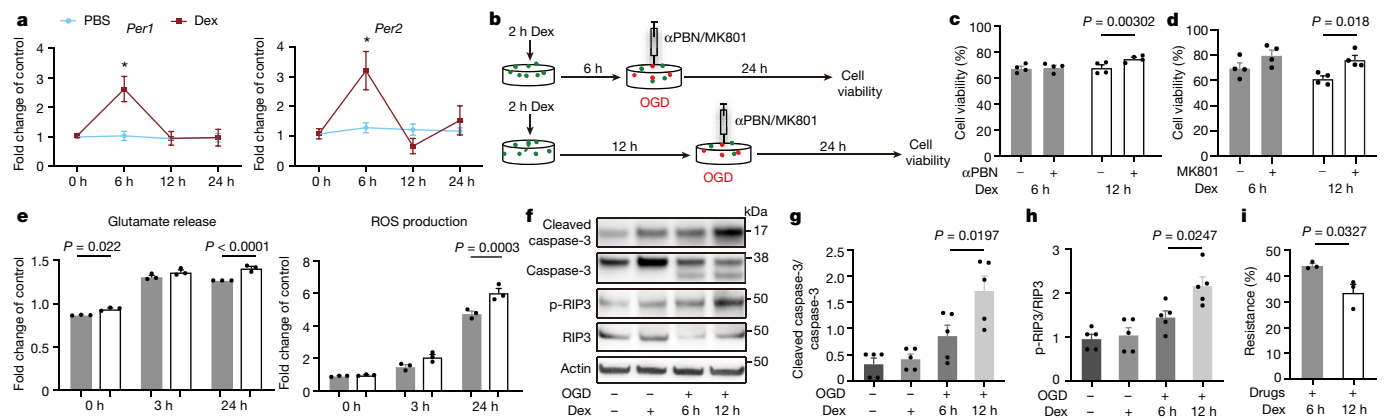 a
PBS
Dex
Per1
Fold change of control
4
3
2
1
0
*
0 h 6 h 12 h 24 h
Per2
Fold change of control
4
3
2
1
0
*
0 h 6 h 12 h 24 h
b
2 h Dex
αPBN/MK801
6 h
24 h
OGD
Cell
viability
2 h Dex
αPBN/MK801
12 h
24 h
OGD
Cell
viability
c
P = 0.00302
Cell viability (%)
100
80
60
40
20
0
αPBN – + – +
Dex 6 h 12 h
d
P = 0.018
Cell viability (%)
100
80
60
40
20
0
MK801 – + – +
Dex 6 h 12 h
e
Glutamate release
P = 0.022
P < 0.0001
Fold change of control
1.5
1.0
0.5
0
0 h 3 h 24 h
ROS production
P = 0.0003
Fold change of control
8
6
4
2
0
0 h 3 h 24 h
f
kDa
Cleaved
caspase-3
17
Caspase-3
38
p-RIP3
50
RIP3
50
Actin
50
OGD – – + +
Dex – + 6 h 12 h
g
P = 0.0197
Cleaved caspase-3/
caspase-3
3
2
1
0
OGD – – + +
Dex – + 6 h 12 h
h
P = 0.0247
p-RIP3/RIP3
3
2
1
0
OGD – – + +
Dex – + 6 h 12 h
i
P = 0.0327
Resistance (%)
50
40
30
20
10
0
Drugs + +
Dex 6 h 12 h